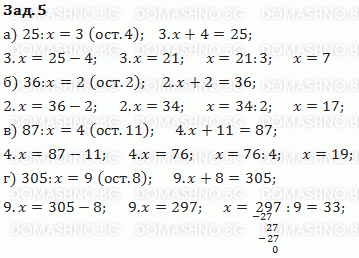 Зад. 5
а) 25:x = 3 (ост. 4); 3.x + 4 = 25;
3.x = 25 − 4; 3.x = 21; x = 21:3; x = 7
б) 36:x = 2 (ост. 2); 2.x + 2 = 36;
2.x = 36 − 2; 2.x = 34; x = 34:2; x = 17;
в) 87:x = 4 (ост. 11); 4.x + 11 = 87;
4.x = 87 − 11; 4.x = 76; x = 76:4; x = 19;
г) 305:x = 9 (ост. 8); 9.x + 8 = 305;
9.x = 305 − 8; 9.x = 297; x = 297 : 9 = 33;
−27
27
−27
0
DOMASHNO.BG